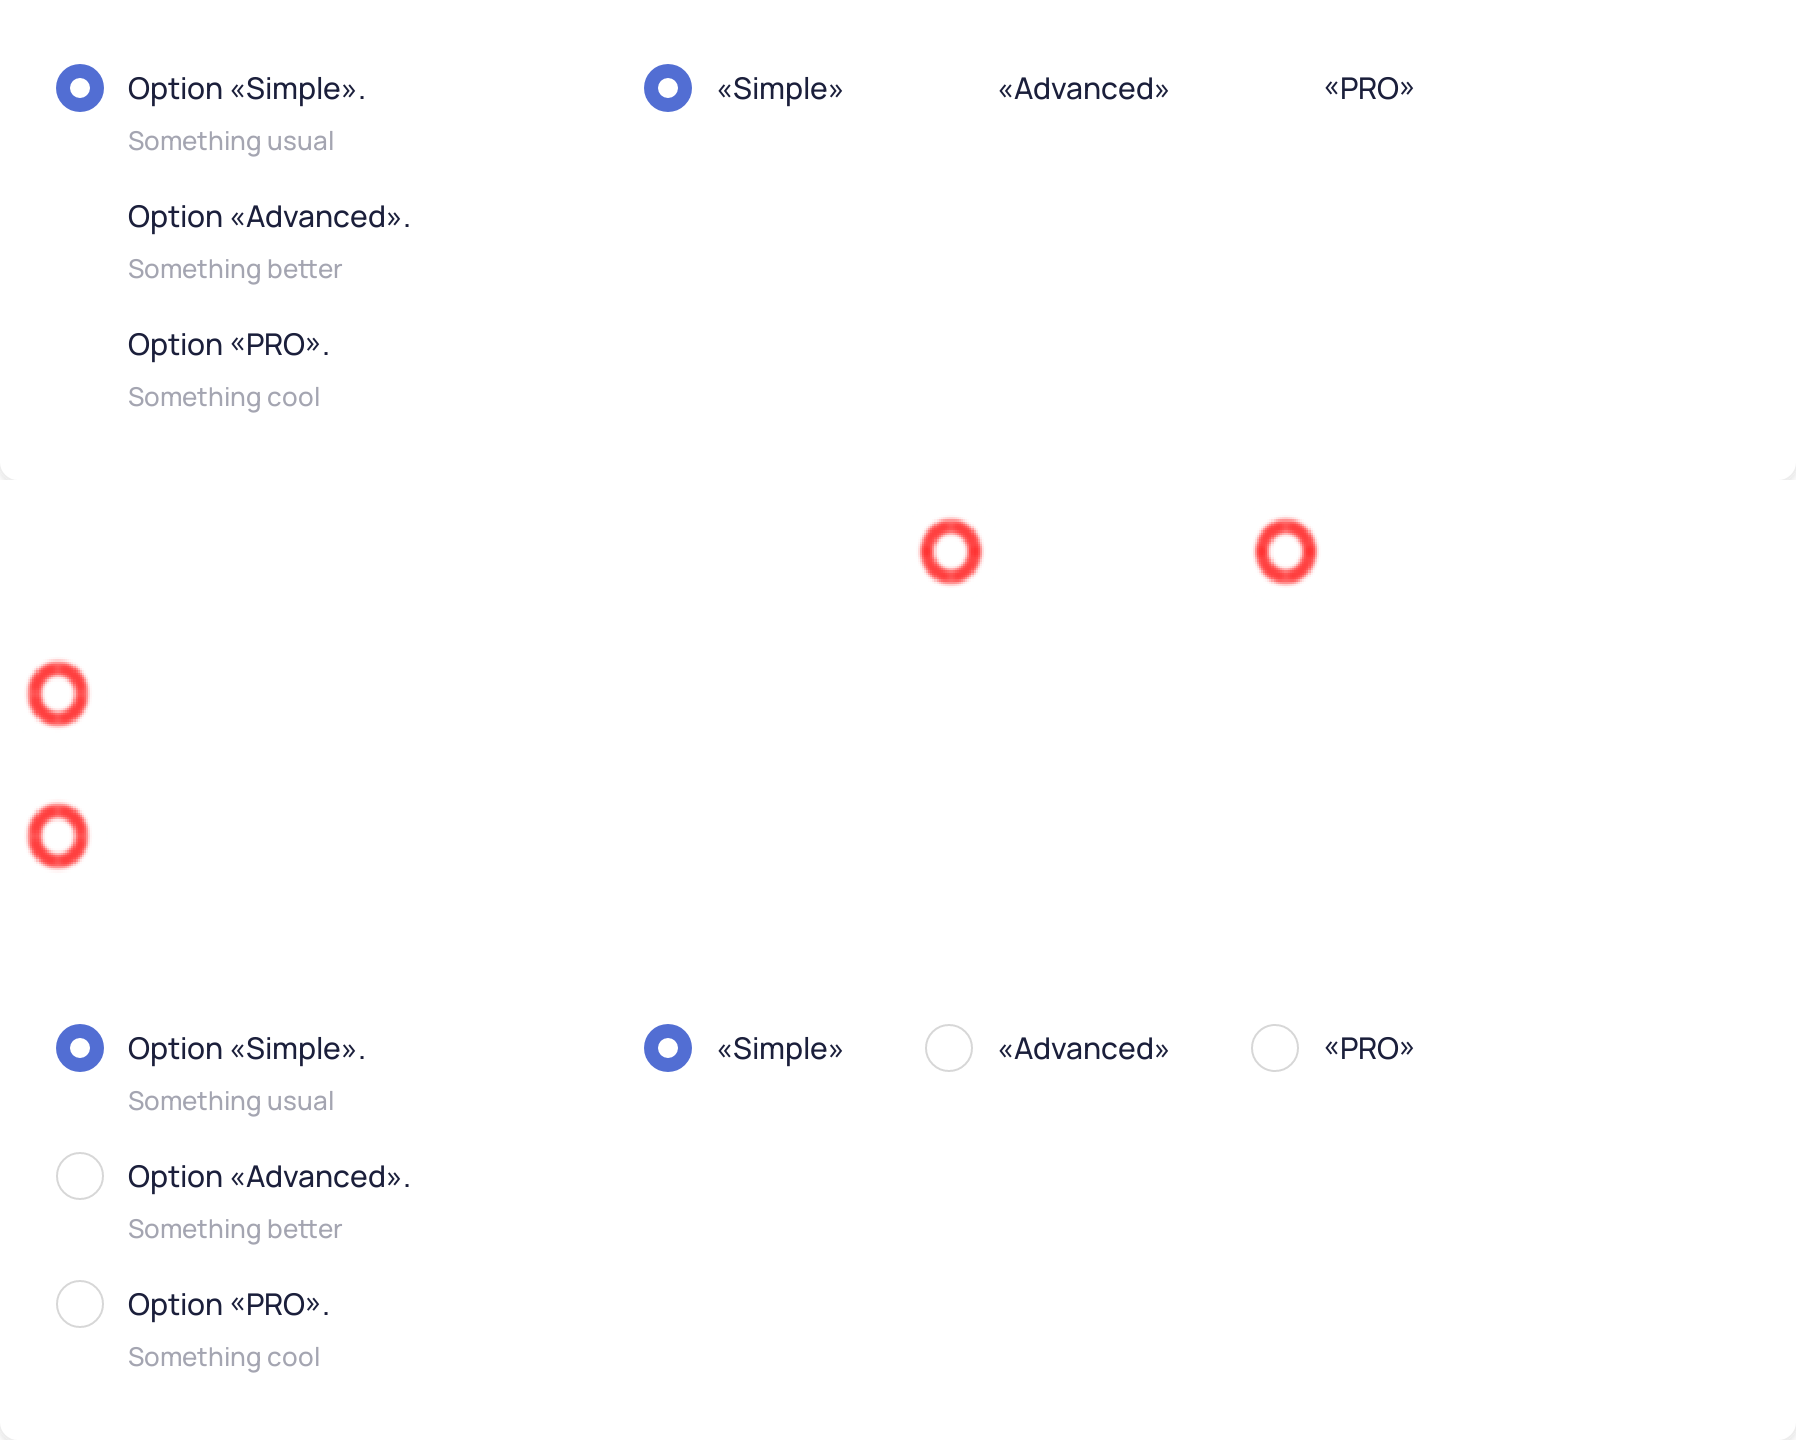 Option «Simple».
Something usual
Option «Advanced».
Something better
Option «PRO».
Something cool
«Simple» «Advanced» «PRO»
Option «Simple».
Something usual
Option «Advanced».
Something better
Option «PRO».
Something cool
«Simple» «Advanced» «PRO»